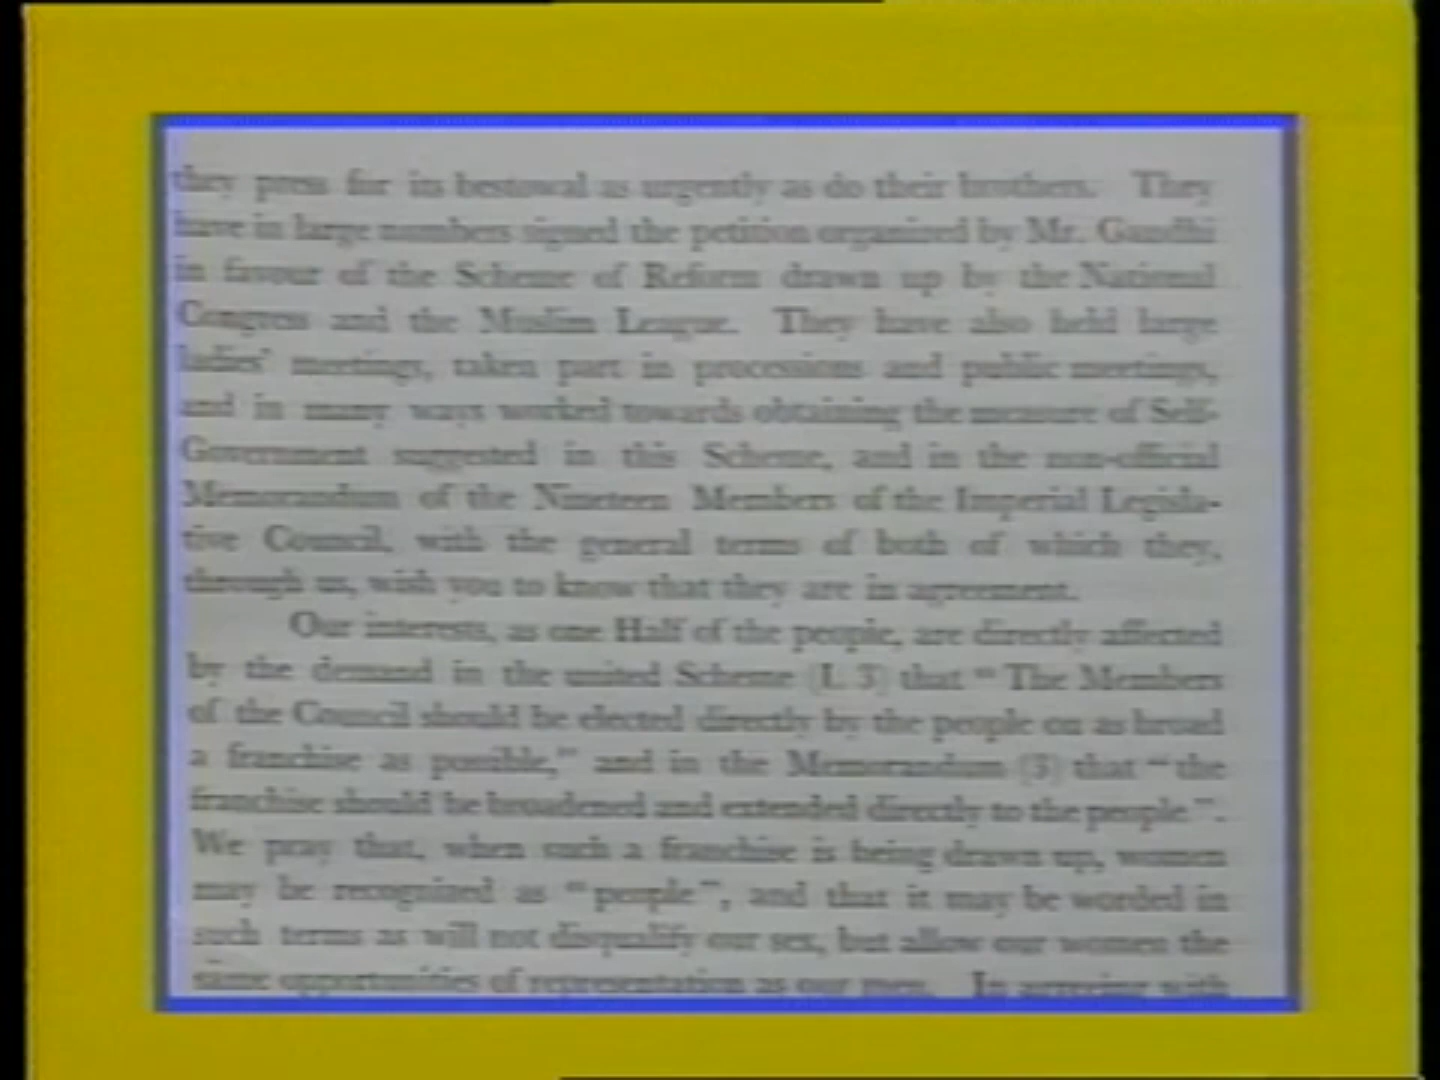 they press for its bestowal as urgently as do their brothers. They
have in large numbers signed the petition organized by Mr. Gandhi
in favour of the Scheme of Reform drawn up by the National
Congress and the Muslim League. They have also held large
ladies' meetings, taken part in processions and public meetings,
and in many ways worked towards obtaining the measure of Self-
Government suggested in this Scheme, and in the non-official
Memorandum of the Nineteen Members of the Imperial Legisla-
tive Council, with the general terms of both of which they,
through us, wish you to know that they are in agreement.
Our interests, as one Half of the people, are directly affected
by the demand in the united Scheme (I. 3) that "The Members
of the Council should be elected directly by the people on as broad
a franchise as possible," and in the Memorandum (3) that "the
franchise should be broadened and extended directly to the people".
We pray that, when such a franchise is being drawn up, women
may be recognized as "people", and that it may be worded in
such terms as will not disqualify our sex, but allow our women the
same opportunities of representation as our men. In agreeing with